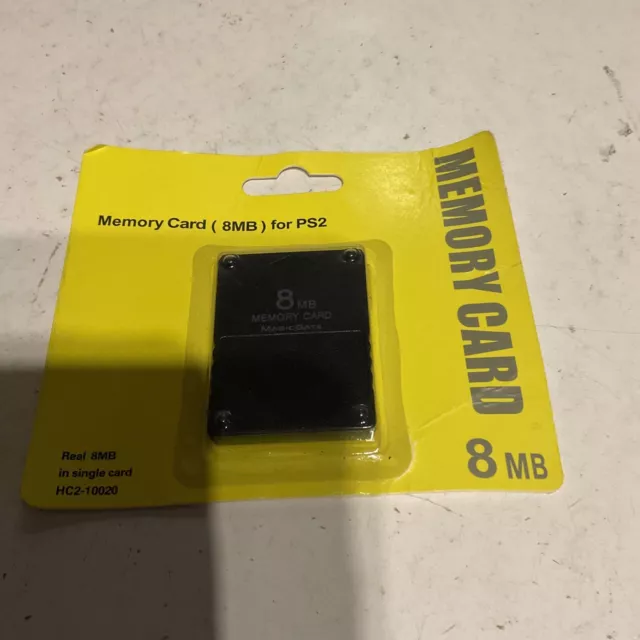 Memory Card ( 8MB ) for PS2
8 MB
MEMORY CARD
MagicGate
Real 8MB
in single card
HC2-10020
MEMORY CARD
8 MB